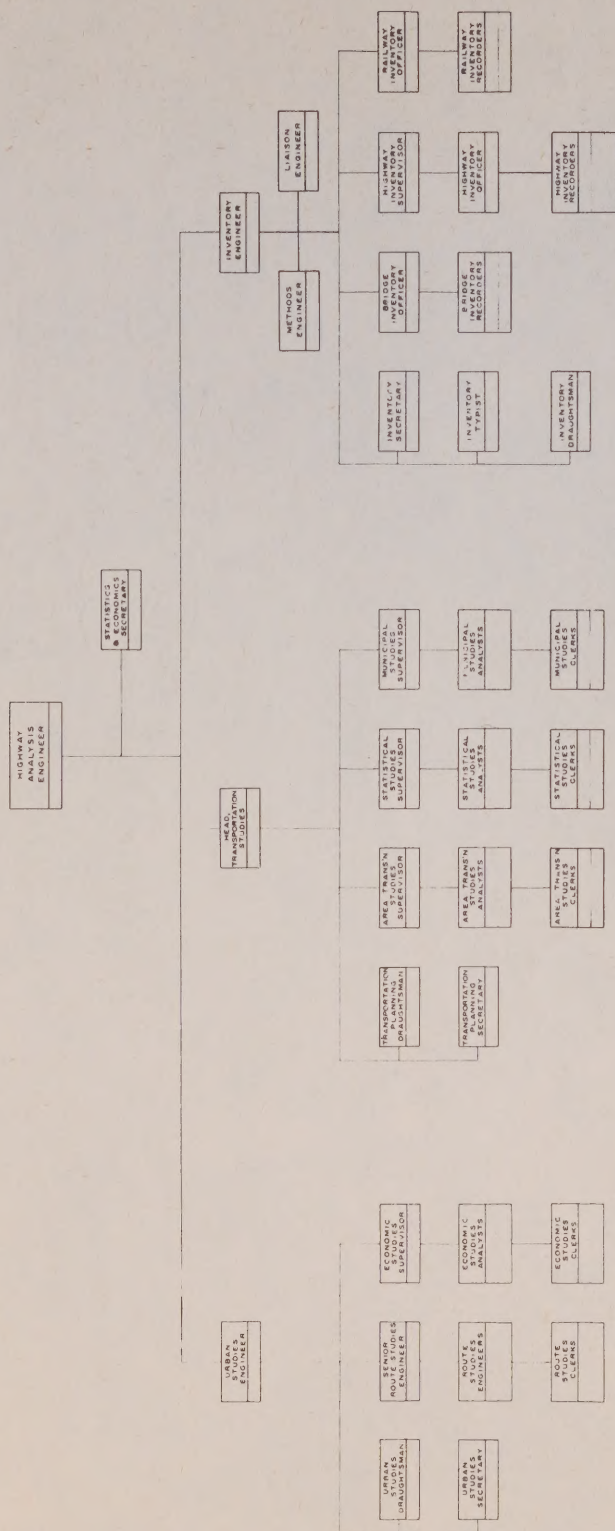 HIGHWAY
ANALYSIS
ENGINEER
STATISTICS
& ECONOMICS
SECRETARY
URBAN
STUDIES
ENGINEER
HEAD,
TRANSPORTATION
STUDIES
INVENTORY
ENGINEER
METHODS
ENGINEER
LIAISON
ENGINEER
URBAN
STUDIES
DRAUGHTSMAN
SENIOR
ROUTE STUDIES
ENGINEER
ECONOMIC
STUDIES
SUPERVISOR
TRANSPORTATION
PLANNING
DRAUGHTSMAN
AREA TRANS'N
STUDIES
SUPERVISOR
STATISTICAL
STUDIES
SUPERVISOR
MUNICIPAL
STUDIES
SUPERVISOR
INVENTORY
SECRETARY
BRIDGE
INVENTORY
OFFICER
HIGHWAY
INVENTORY
SUPERVISOR
RAILWAY
INVENTORY
OFFICER
URBAN
STUDIES
SECRETARY
ROUTE
STUDIES
ENGINEERS
ECONOMIC
STUDIES
ANALYSTS
TRANSPORTATION
PLANNING
SECRETARY
AREA TRANS'N
STUDIES
ANALYSTS
STATISTICAL
STUDIES
ANALYSTS
MUNICIPAL
STUDIES
ANALYSTS
INVENTORY
TYPIST
BRIDGE
INVENTORY
RECORDERS
HIGHWAY
INVENTORY
OFFICER
RAILWAY
INVENTORY
RECORDERS
ROUTE
STUDIES
CLERKS
ECONOMIC
STUDIES
CLERKS
AREA TRANS'N
STUDIES
CLERKS
STATISTICAL
STUDIES
CLERKS
MUNICIPAL
STUDIES
CLERKS
INVENTORY
DRAUGHTSMAN
HIGHWAY
INVENTORY
RECORDERS